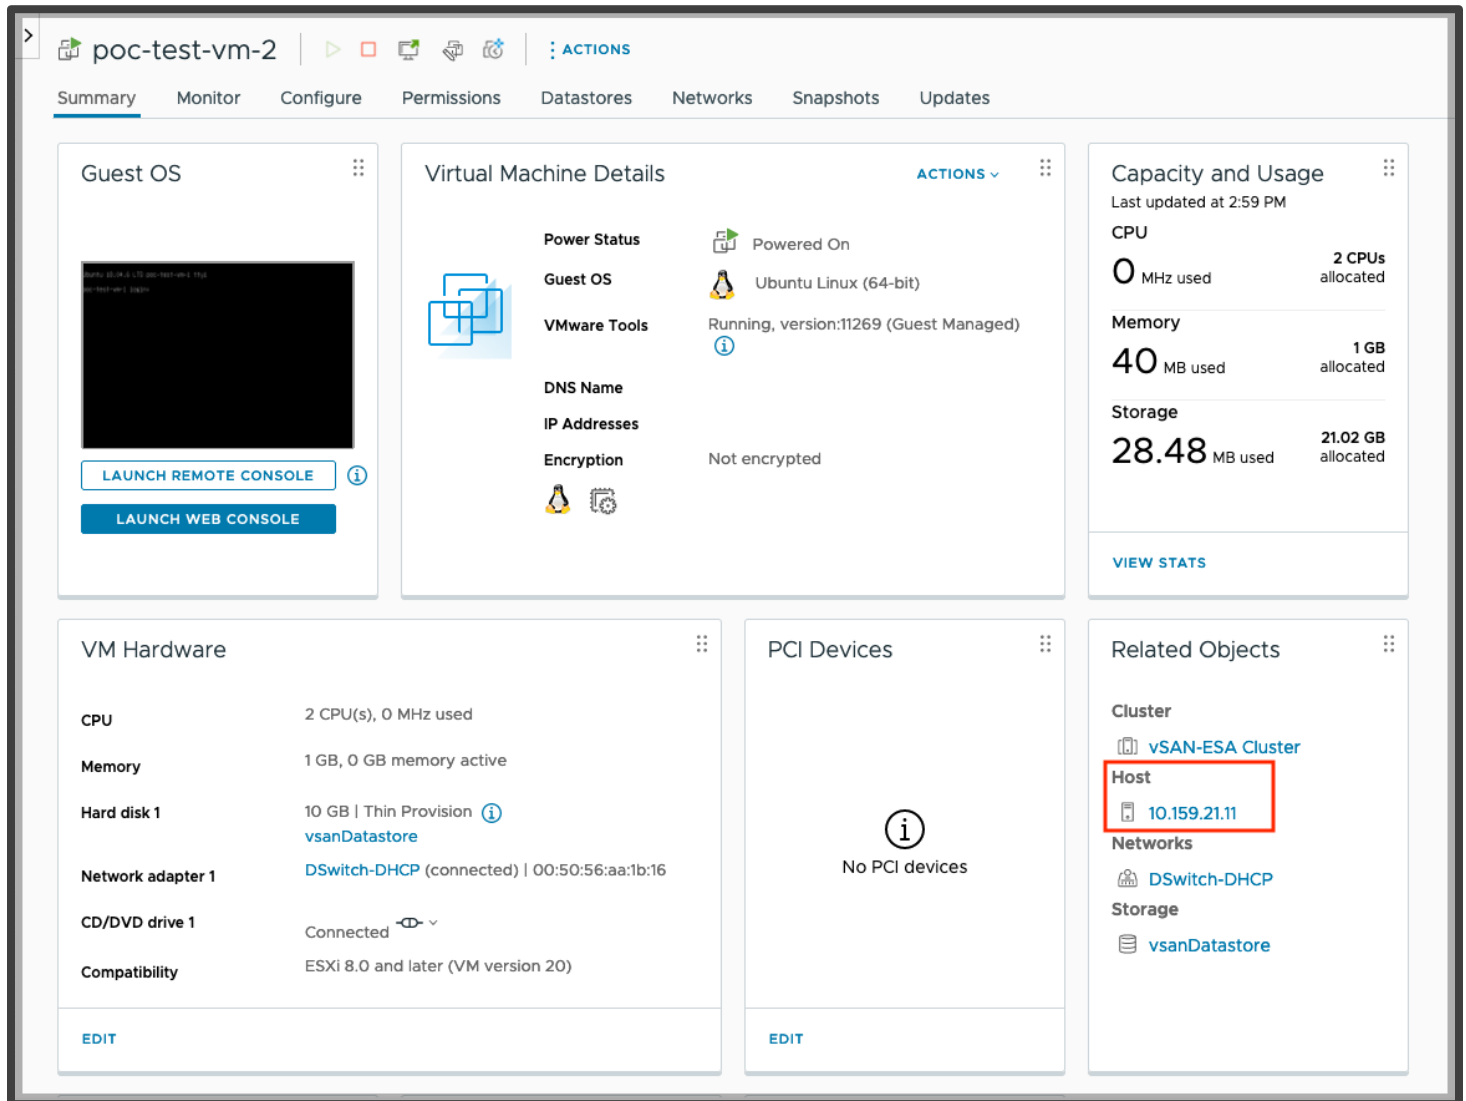 poc-test-vm-2
ACTIONS
Summary Monitor Configure Permissions Datastores Networks Snapshots Updates
Guest OS
LAUNCH REMOTE CONSOLE
LAUNCH WEB CONSOLE
Virtual Machine Details
ACTIONS
Power Status Powered On
Guest OS Ubuntu Linux (64-bit)
VMware Tools Running, version:11269 (Guest Managed)
DNS Name
IP Addresses
Encryption Not encrypted
Capacity and Usage
Last updated at 2:59 PM
CPU
0 MHz used
2 CPUs
allocated
Memory
40 MB used
1 GB
allocated
Storage
28.48 MB used
21.02 GB
allocated
VIEW STATS
VM Hardware
CPU 2 CPU(s), 0 MHz used
Memory 1 GB, 0 GB memory active
Hard disk 1 10 GB | Thin Provision
vsanDatastore
Network adapter 1 DSwitch-DHCP (connected) | 00:50:56:aa:1b:16
CD/DVD drive 1 Connected
Compatibility ESXi 8.0 and later (VM version 20)
EDIT
PCI Devices
No PCI devices
EDIT
Related Objects
Cluster
vSAN-ESA Cluster
Host
10.159.21.11
Networks
DSwitch-DHCP
Storage
vsanDatastore